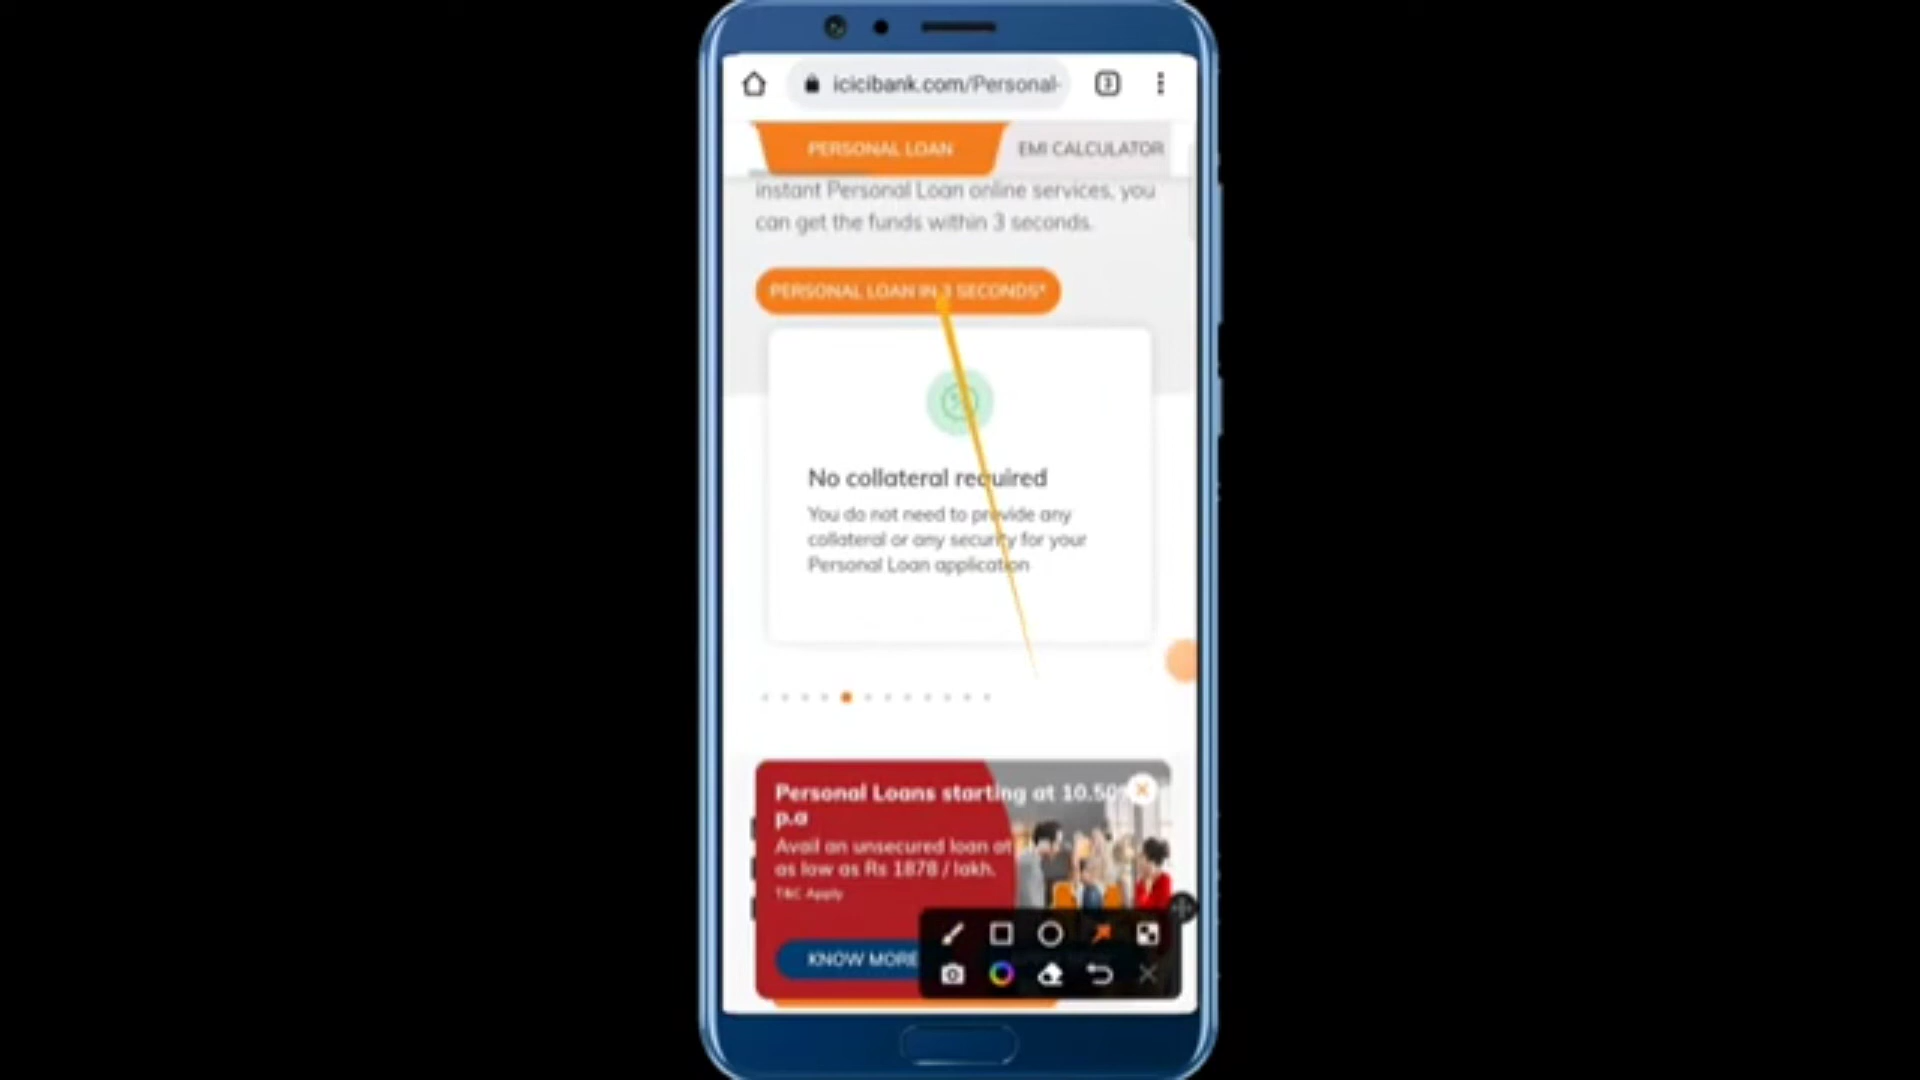 icicibank.com/Personal-
3
PERSONAL LOAN
EMI CALCULATOR
instant Personal Loan online services, you
can get the funds within 3 seconds.
PERSONAL LOAN IN 3 SECONDS*
No collateral required
You do not need to provide any
collateral or any security for your
Personal Loan application
Personal Loans starting at 10.50%
p.a
Avail an unsecured loan at
as low as Rs 1878 / lakh.
T&C Apply
KNOW MORE